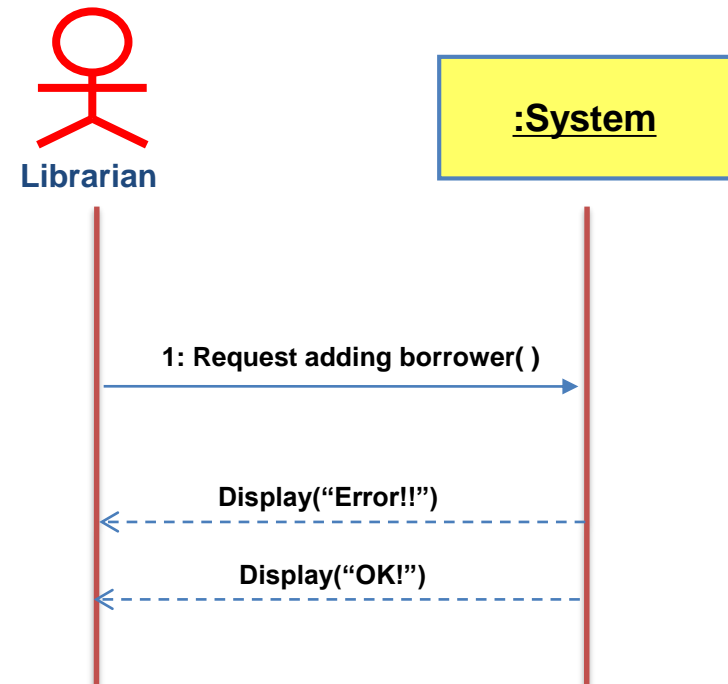 :System
Librarian
1: Request adding borrower( )
Display(“Error!!”)
Display(“OK!”)